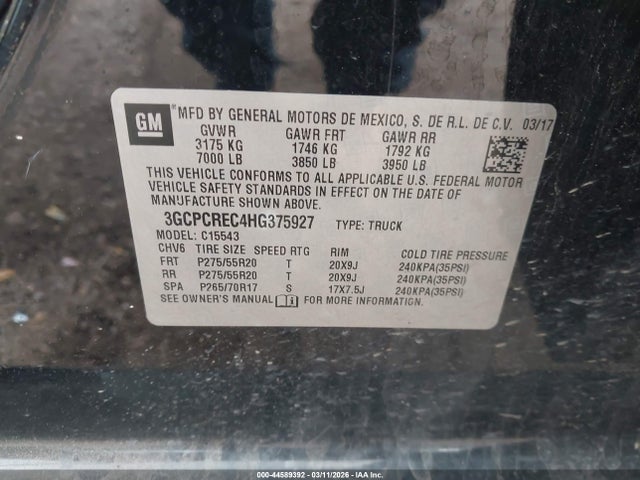 GM ® MFD BY GENERAL MOTORS DE MEXICO, S. DE R.L. DE C.V. 03/17
GVWR GAWR FRT GAWR RR
3175 KG 1746 KG 1792 KG
7000 LB 3850 LB 3950 LB
THIS VEHICLE CONFORMS TO ALL APPLICABLE U.S. FEDERAL MOTOR
VEHICLE SAFETY STANDARDS IN EFFECT ON THE DATE OF
MANUFACTURE SHOWN ABOVE.
3GCPCREC4HG375927 TYPE: TRUCK
MODEL: C15543
CHV6 TIRE SIZE SPEED RTG RIM COLD TIRE PRESSURE
FRT P275/55R20 T 20X9J 240KPA(35PSI)
RR P275/55R20 T 20X9J 240KPA(35PSI)
SPA P265/70R17 S 17X7.5J 240KPA(35PSI)
SEE OWNER'S MANUAL FOR MORE INFORMATION.
000-44589392 - 03/11/2026 - IAA, Inc.